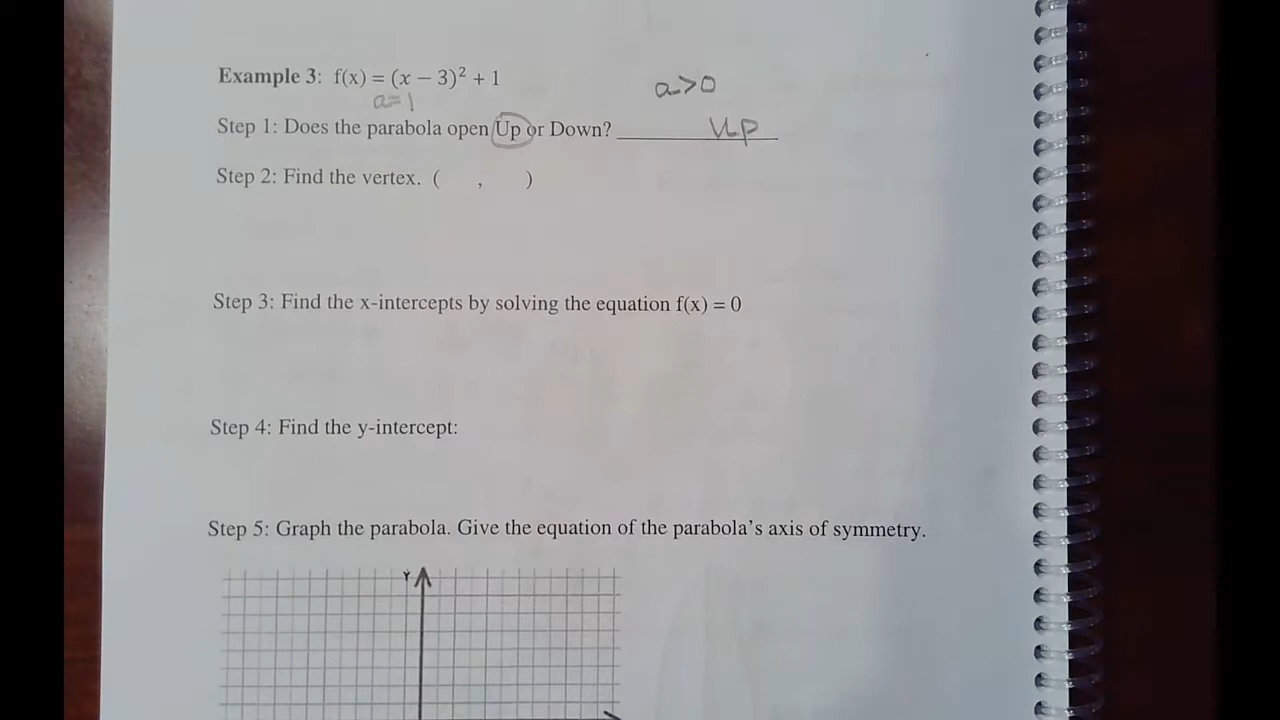 Example 3: f(x) = (x − 3)² + 1
a>0
a=1
Step 1: Does the parabola open Up or Down? Up
Step 2: Find the vertex. ( , )
Step 3: Find the x-intercepts by solving the equation f(x) = 0
Step 4: Find the y-intercept:
Step 5: Graph the parabola. Give the equation of the parabola's axis of symmetry.
Y